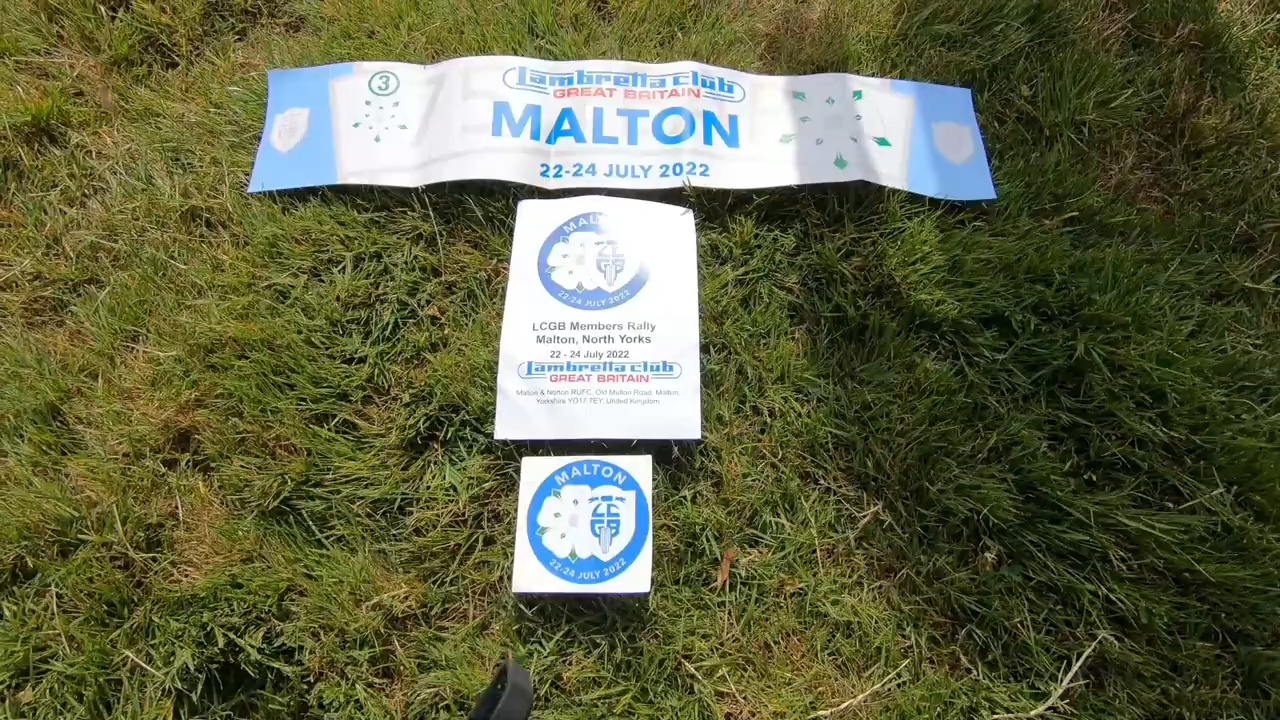 3
Lambretta club
GREAT BRITAIN
MALTON
22-24 JULY 2022
MALTON
22-24 JULY 2022
LCGB Members Rally
Malton, North Yorks
22 - 24 July 2022
Lambretta club
GREAT BRITAIN
Malton & Norton RUFC, Old Malton Road, Malton,
Yorkshire YO17 7EY, United Kingdom
MALTON
LC
GB
22-24 JULY 2022